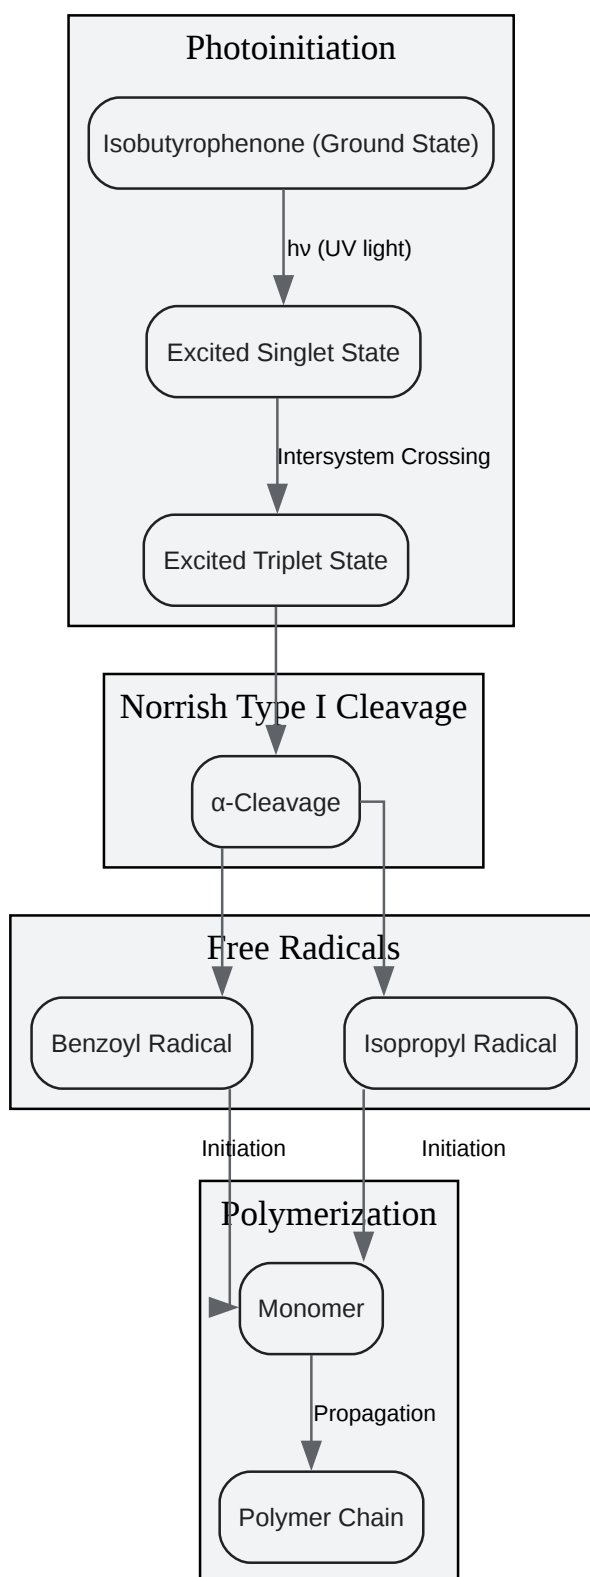 Photoinitiation
Isobutyrophenone (Ground State)
hν (UV light)
Excited Singlet State
Intersystem Crossing
Excited Triplet State
Norrish Type I Cleavage
α-Cleavage
Free Radicals
Benzoyl Radical
Isopropyl Radical
Initiation
Initiation
Polymerization
Monomer
Propagation
Polymer Chain